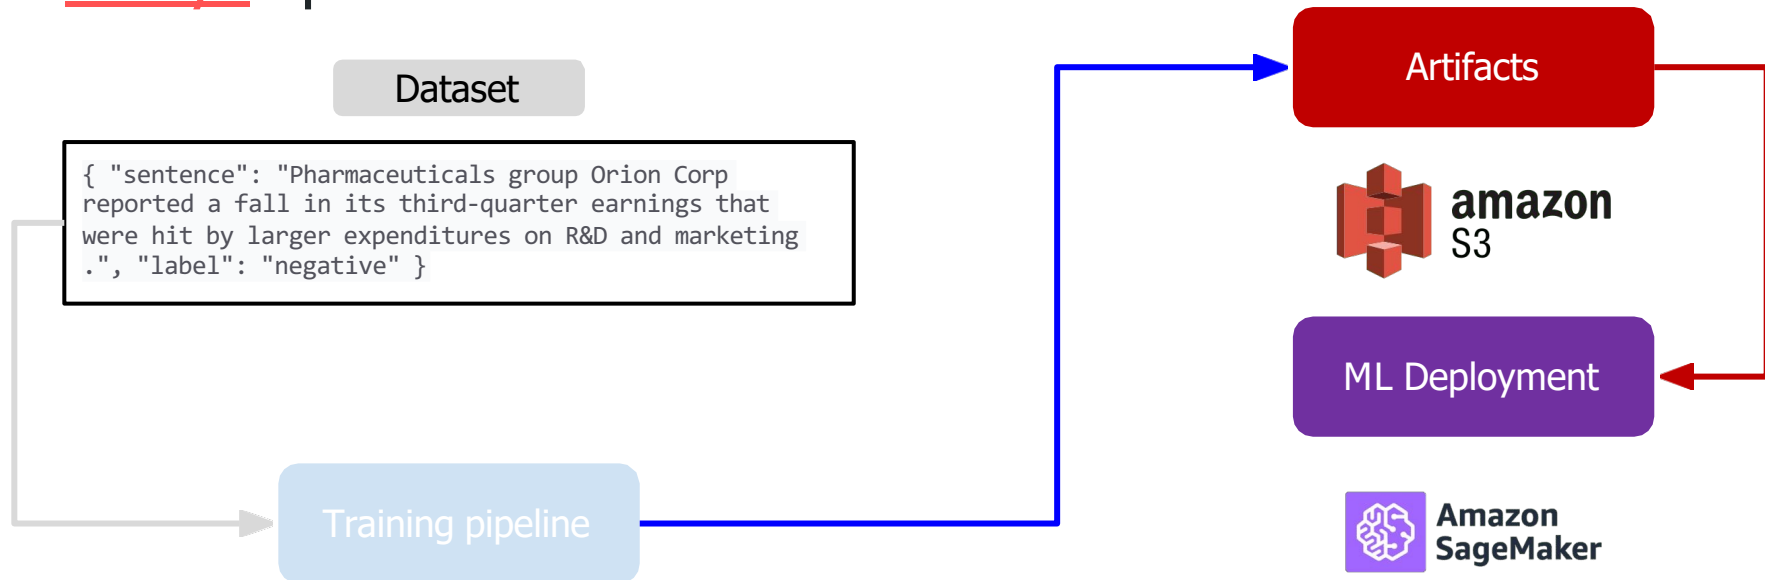 Dataset
{ "sentence": "Pharmaceuticals group Orion Corp
reported a fall in its third-quarter earnings that
were hit by larger expenditures on R&D and marketing
.", "label": "negative" }
Training pipeline
Artifacts
amazon
S3
ML Deployment
Amazon
SageMaker